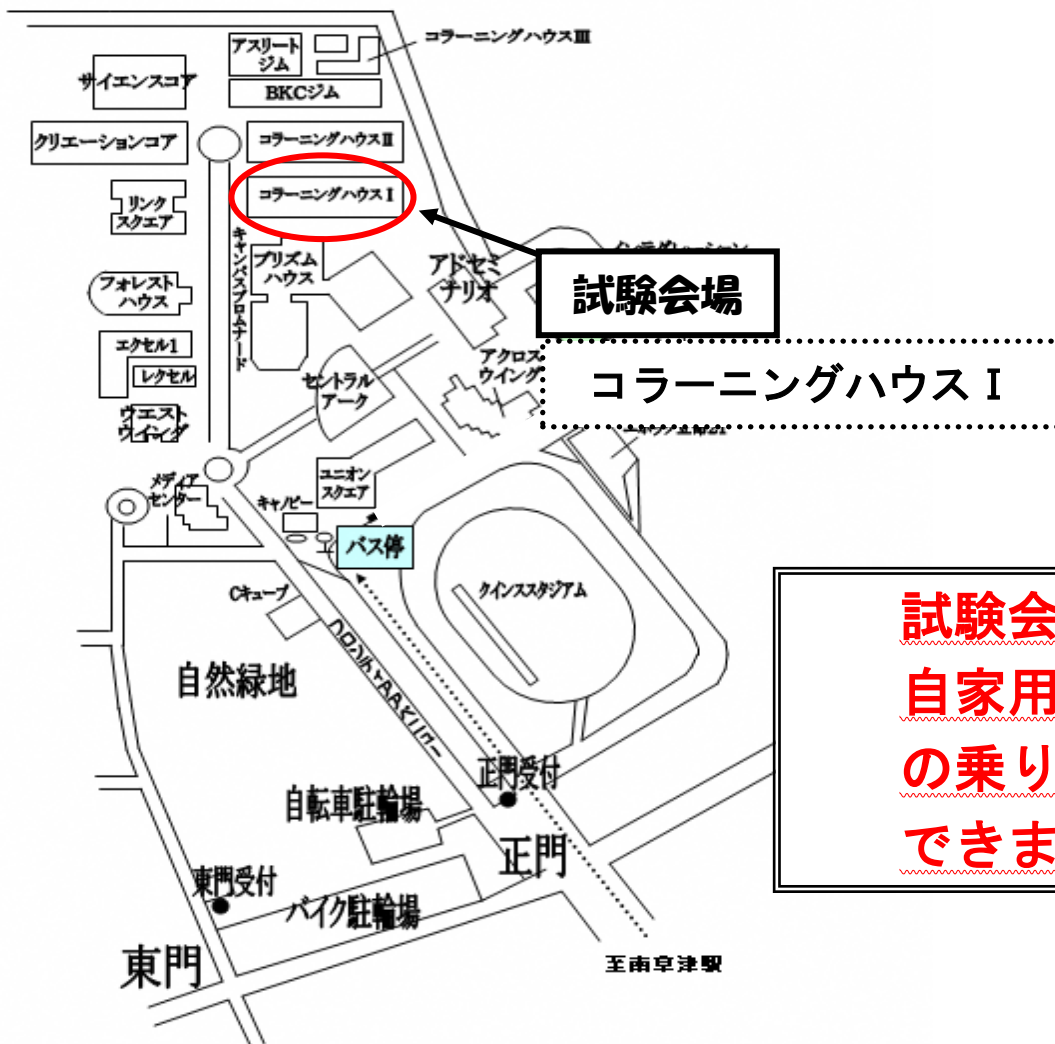 アスリート
ジム
コラーニングハウスⅢ
サイエンスコア
BKCジム
クリエーションコア
コラーニングハウスⅡ
コラーニングハウスⅠ
リンク
スクエア
キャンパスプロムナード
プリズム
ハウス
アドセミ
ナリオ
試験会場
フォレスト
ハウス
エクセル1
レクセル
セントラル
アーク
アクロス
ウイング
コラーニングハウスⅠ
ウエスト
ウイング
メディア
センター
ユニオン
スクエア
キャノピー
バス停
Cキューブ
クインススタジアム
自然緑地
試験会
自家用
の乗り
できま
正門受付
自転車駐輪場
正門
東門受付
バイク駐輪場
東門
至南草津駅